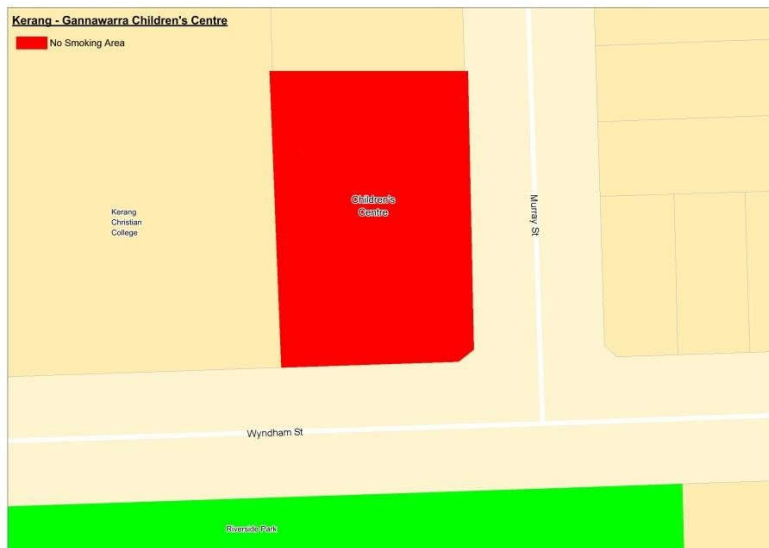 Kerang - Gannawarra Children's Centre
No Smoking Area
Children's
Centre
Kerang
Christian
College
Murray St
Wyndham St
Riverside Park